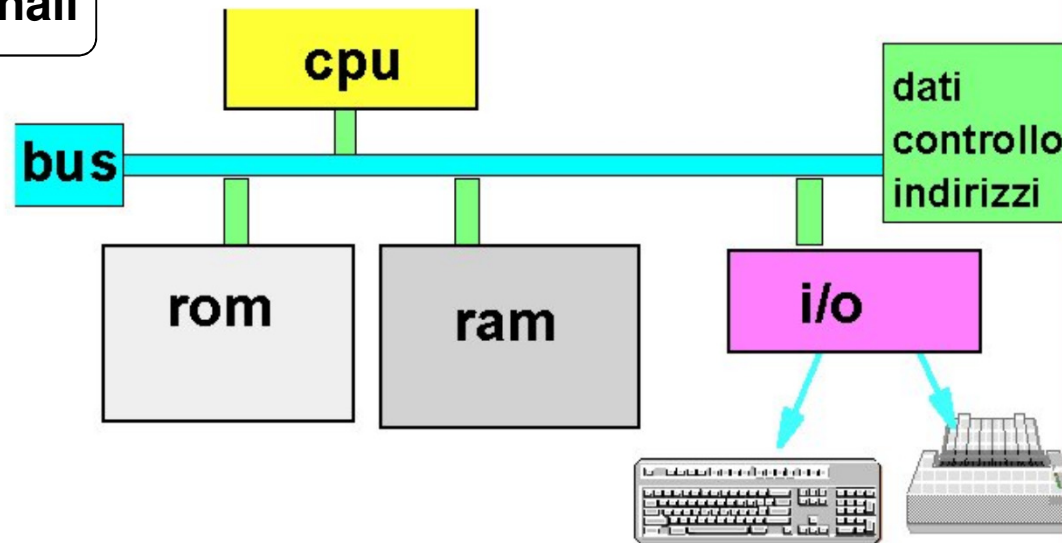 cpu
bus
dati
controllo
indirizzi
rom
ram
i/o